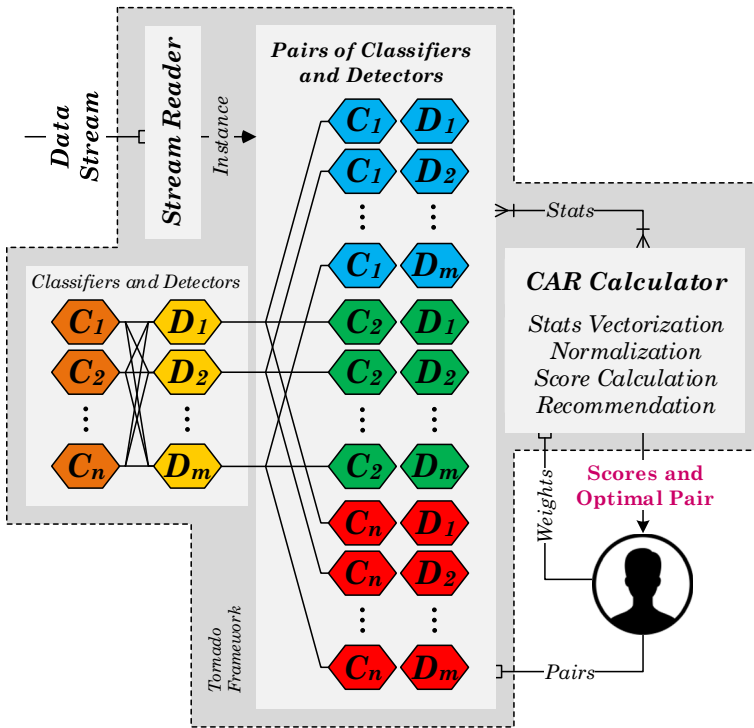 Data
Stream
Stream Reader
Instance
Pairs of Classifiers
and Detectors
C1 D1
C1 D2
C1 Dm
C2 D1
C2 D2
C2 Dm
Cn D1
Cn D2
Cn Dm
Classifiers and Detectors
C1 D1
C2 D2
Cn Dm
Tornado
Framework
Stats
CAR Calculator
Stats Vectorization
Normalization
Score Calculation
Recommendation
Weights
Scores and
Optimal Pair
Pairs